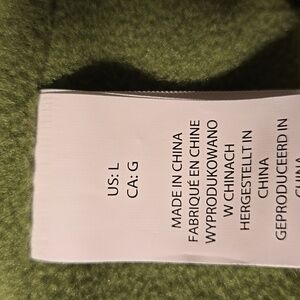 US: L
CA: G
MADE IN CHINA
FABRIQUÉ EN CHINE
WYPRODUKOWANO
W CHINACH
HERGESTELLT IN
CHINA
GEPRODUCEERD IN
CHINA